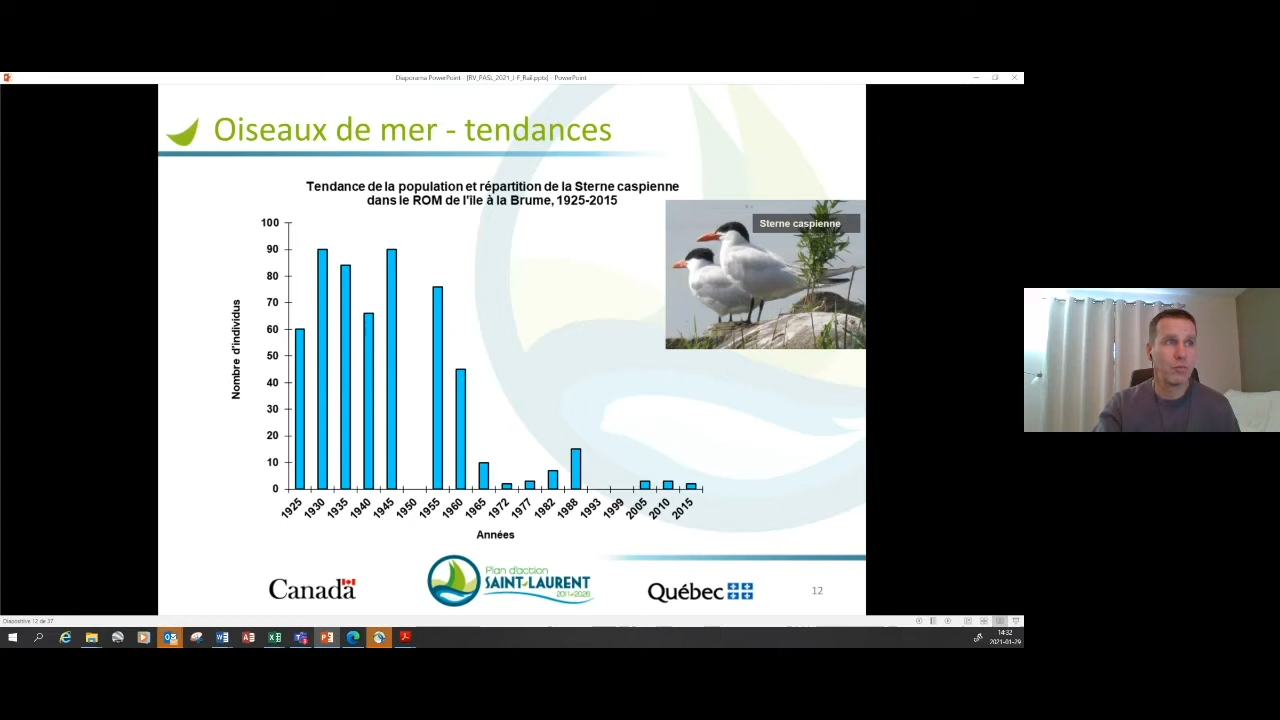 Diaporama PowerPoint - [RV_PASL_2021_J-F_Rail.pptx] - PowerPoint
Oiseaux de mer - tendances
Tendance de la population et répartition de la Sterne caspienne
dans le ROM de l'île à la Brume, 1925-2015
Sterne caspienne
Nombre d'individus
100
90
80
70
60
50
40
30
20
10
0
1925
1930
1935
1940
1945
1950
1955
1960
1965
1972
1977
1982
1988
1993
1999
2005
2010
2015
Années
Canada
Plan d'action
SAINT-LAURENT
2011-2026
Québec
12
Diapositive 12 de 37
14:32
2021-01-29